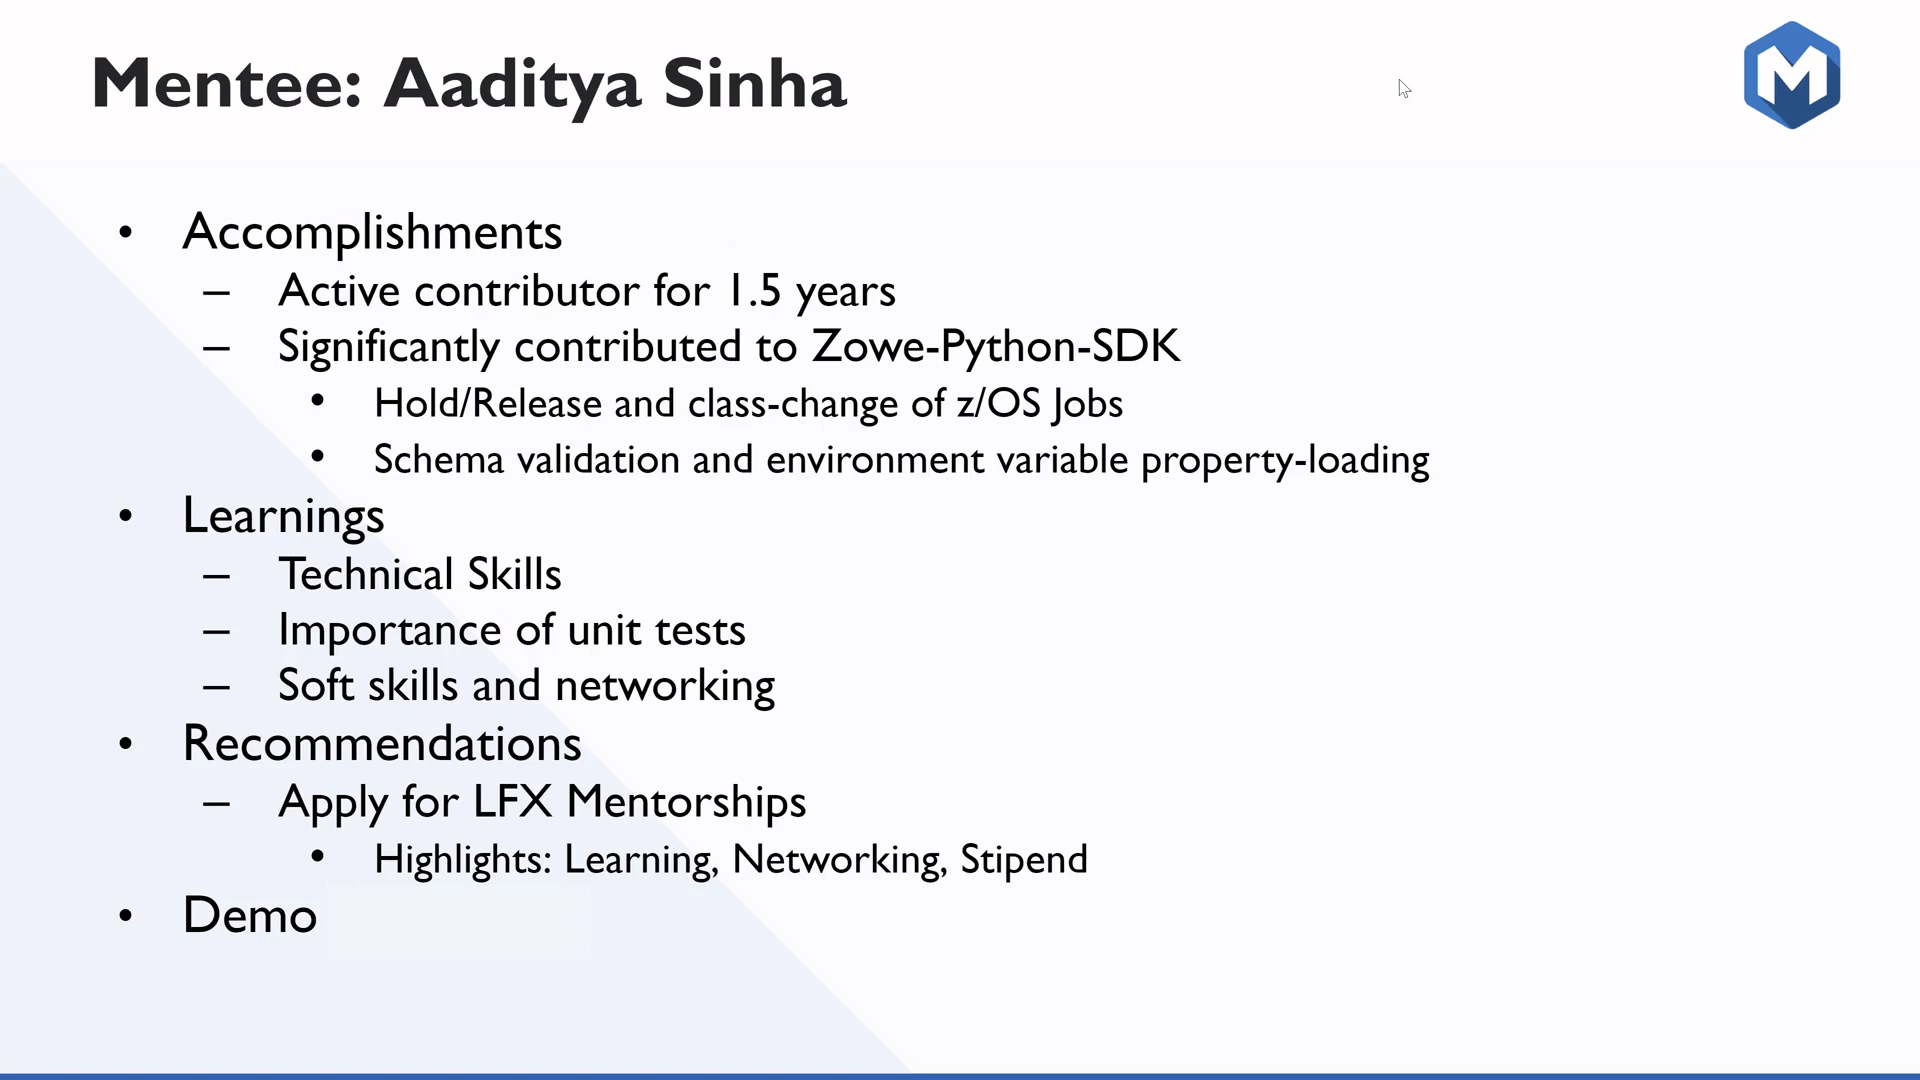 Mentee: Aaditya Sinha
M
• Accomplishments
– Active contributor for 1.5 years
– Significantly contributed to Zowe-Python-SDK
• Hold/Release and class-change of z/OS Jobs
• Schema validation and environment variable property-loading
• Learnings
– Technical Skills
– Importance of unit tests
– Soft skills and networking
• Recommendations
– Apply for LFX Mentorships
• Highlights: Learning, Networking, Stipend
• Demo